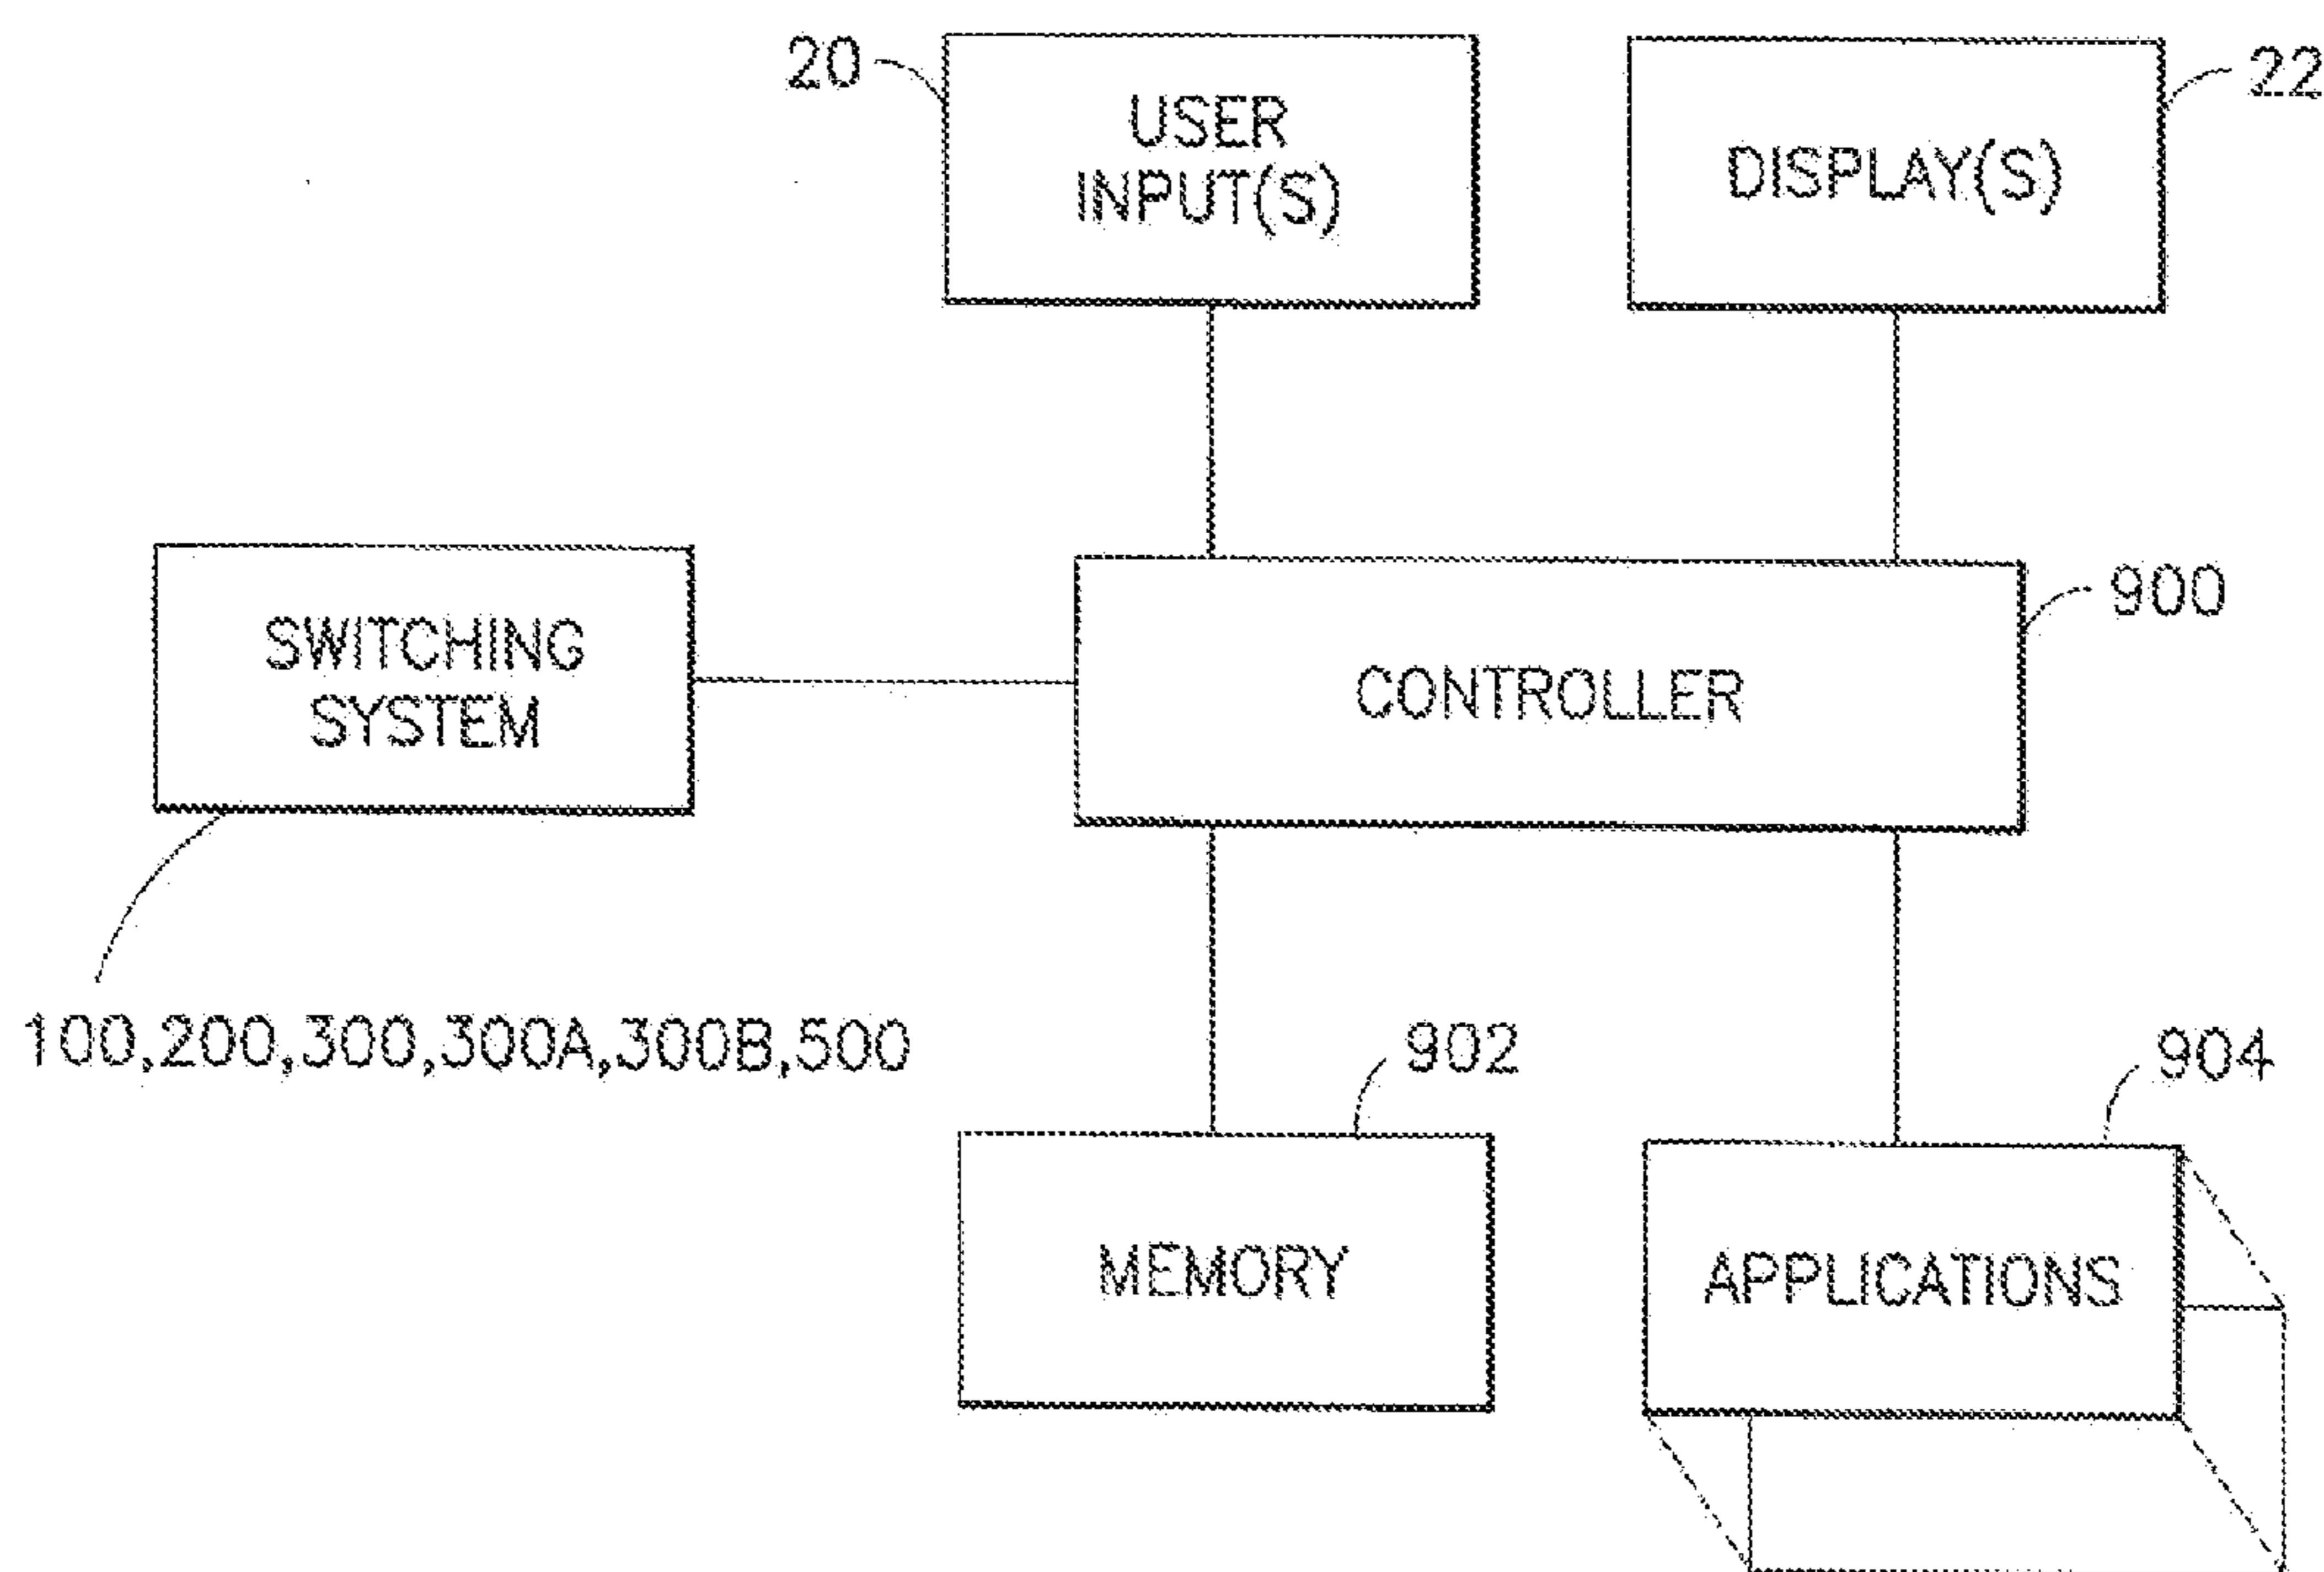 20
USER
INPUT(S)
DISPLAY(S)
22
SWITCHING
SYSTEM
CONTROLLER
900
100,200,300,300A,300B,500
902
904
MEMORY
APPLICATIONS